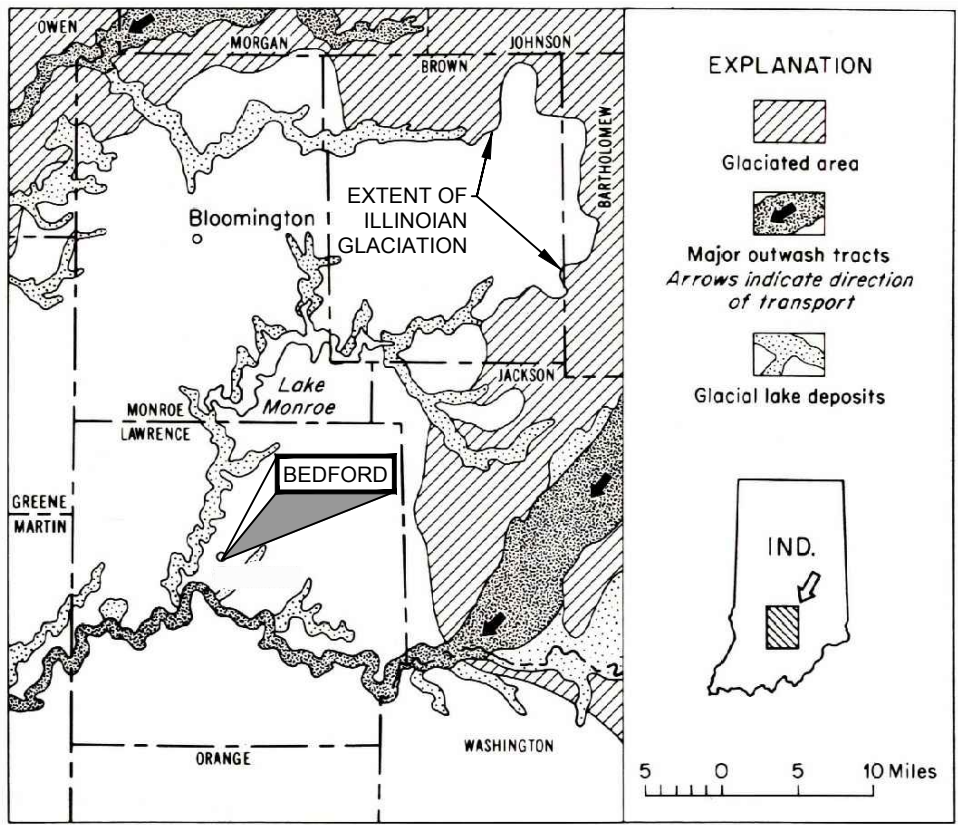 OWEN
MORGAN
JOHNSON
BROWN
BARTHOLOMEW
EXTENT OF
ILLINOIAN
GLACIATION
Bloomington
JACKSON
Lake
Monroe
MONROE
LAWRENCE
BEDFORD
GREENE
MARTIN
ORANGE
WASHINGTON
EXPLANATION
Glaciated area
Major outwash tracts
Arrows indicate direction
of transport
Glacial lake deposits
IND.
5 0 5 10 Miles